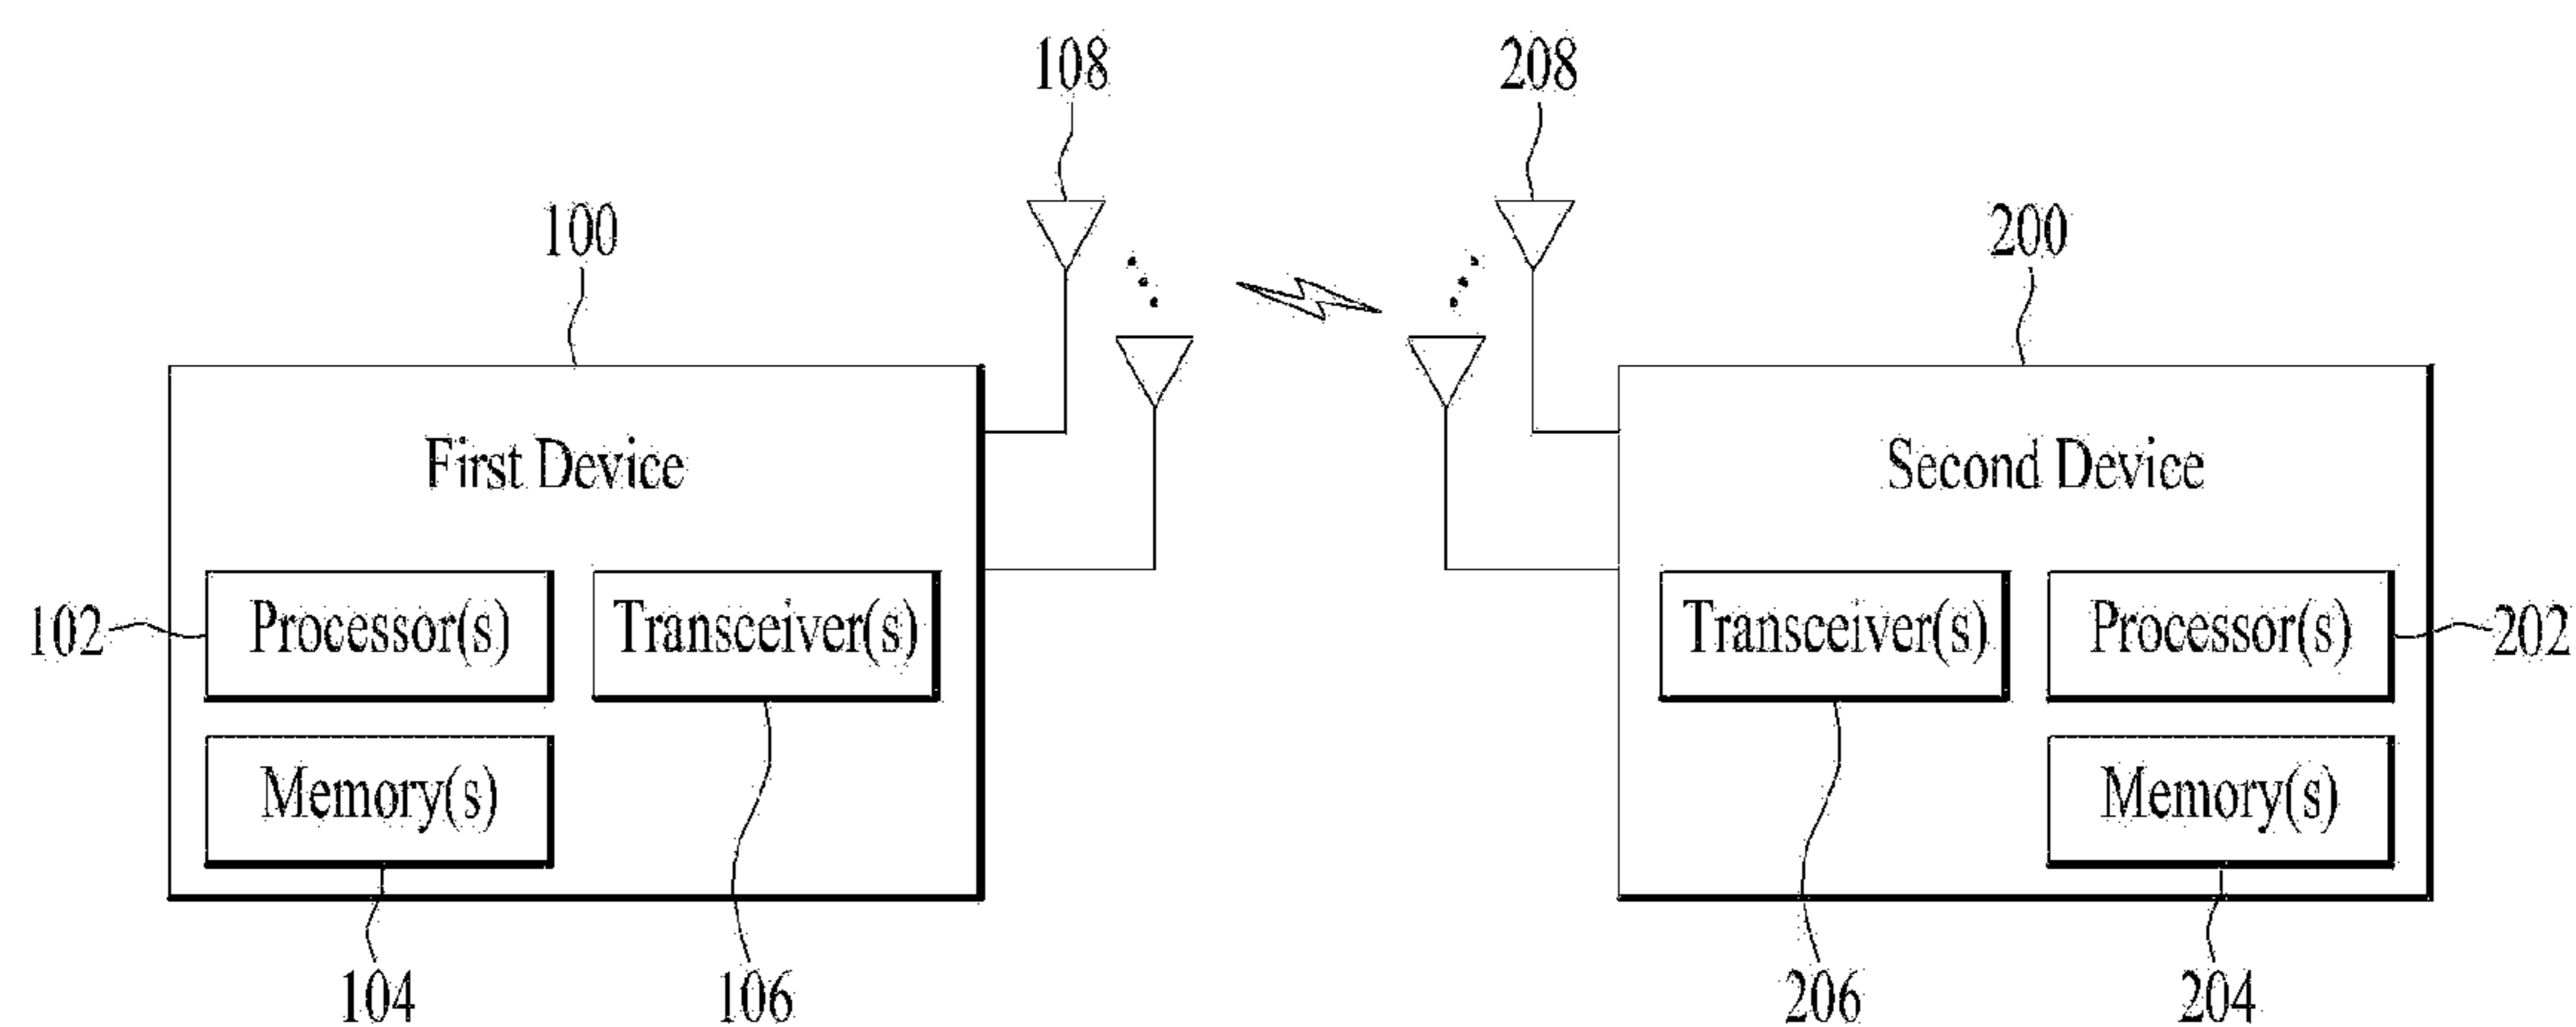 108
208
100
200
First Device
Second Device
102
Processor(s)
Transceiver(s)
Transceiver(s)
Processor(s)
202
Memory(s)
Memory(s)
104
106
206
204